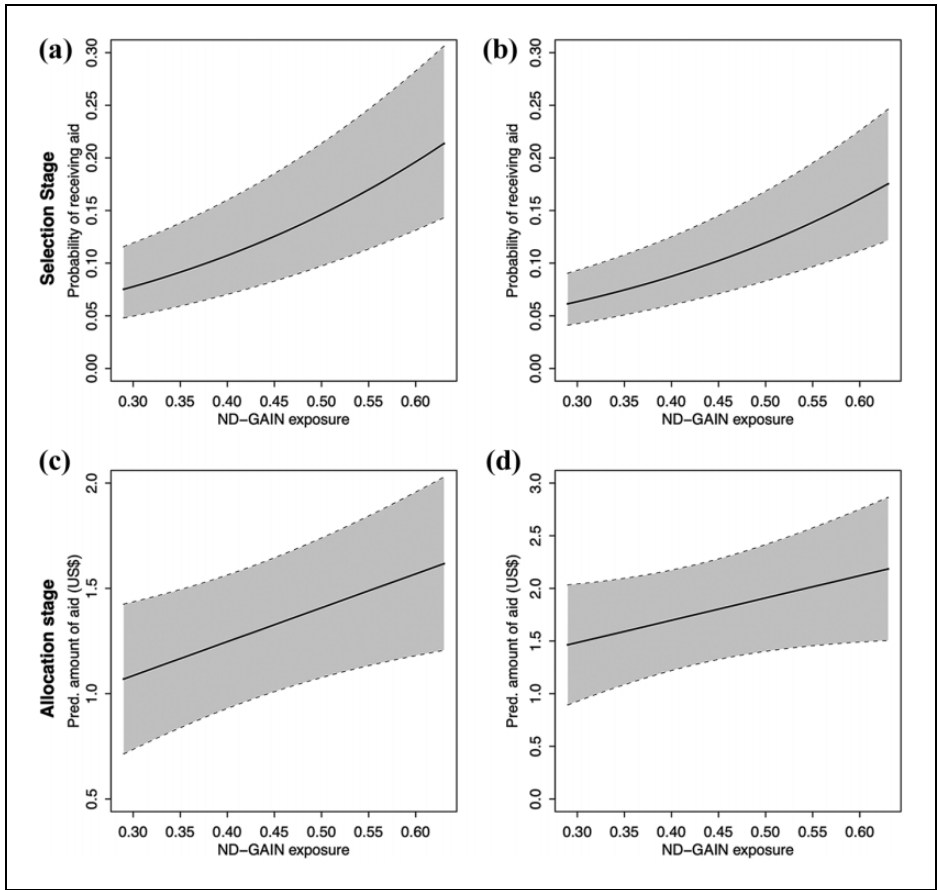 (a)
Selection Stage
Probability of receiving aid
0.30
0.25
0.20
0.15
0.10
0.05
0.00
0.30 0.35 0.40 0.45 0.50 0.55 0.60
ND−GAIN exposure
(b)
Probability of receiving aid
0.30
0.25
0.20
0.15
0.10
0.05
0.00
0.30 0.35 0.40 0.45 0.50 0.55 0.60
ND−GAIN exposure
(c)
Allocation stage
Pred. amount of aid (US$)
2.0
1.5
1.0
0.5
0.30 0.35 0.40 0.45 0.50 0.55 0.60
ND−GAIN exposure
(d)
Pred. amount of aid (US$)
3.0
2.5
2.0
1.5
1.0
0.5
0.0
0.30 0.35 0.40 0.45 0.50 0.55 0.60
ND−GAIN exposure